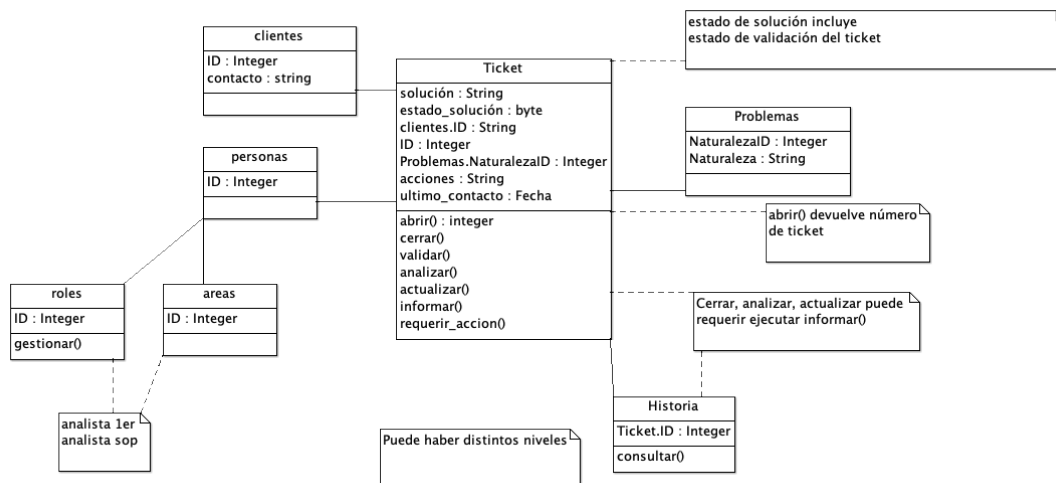 clientes
ID : Integer
contacto : string
Ticket
solución : String
estado_solución : byte
clientes.ID : String
ID : Integer
Problemas.NaturalezaID : Integer
acciones : String
ultimo_contacto : Fecha
abrir() : integer
cerrar()
validar()
analizar()
actualizar()
informar()
requerir_accion()
estado de solución incluye
estado de validación del ticket
Problemas
NaturalezaID : Integer
Naturaleza : String
personas
ID : Integer
abrir() devuelve número
de ticket
roles
ID : Integer
gestionar()
areas
ID : Integer
Cerrar, analizar, actualizar puede
requerir ejecutar informar()
analista 1er
analista sop
Puede haber distintos niveles
Historia
Ticket.ID : Integer
consultar()